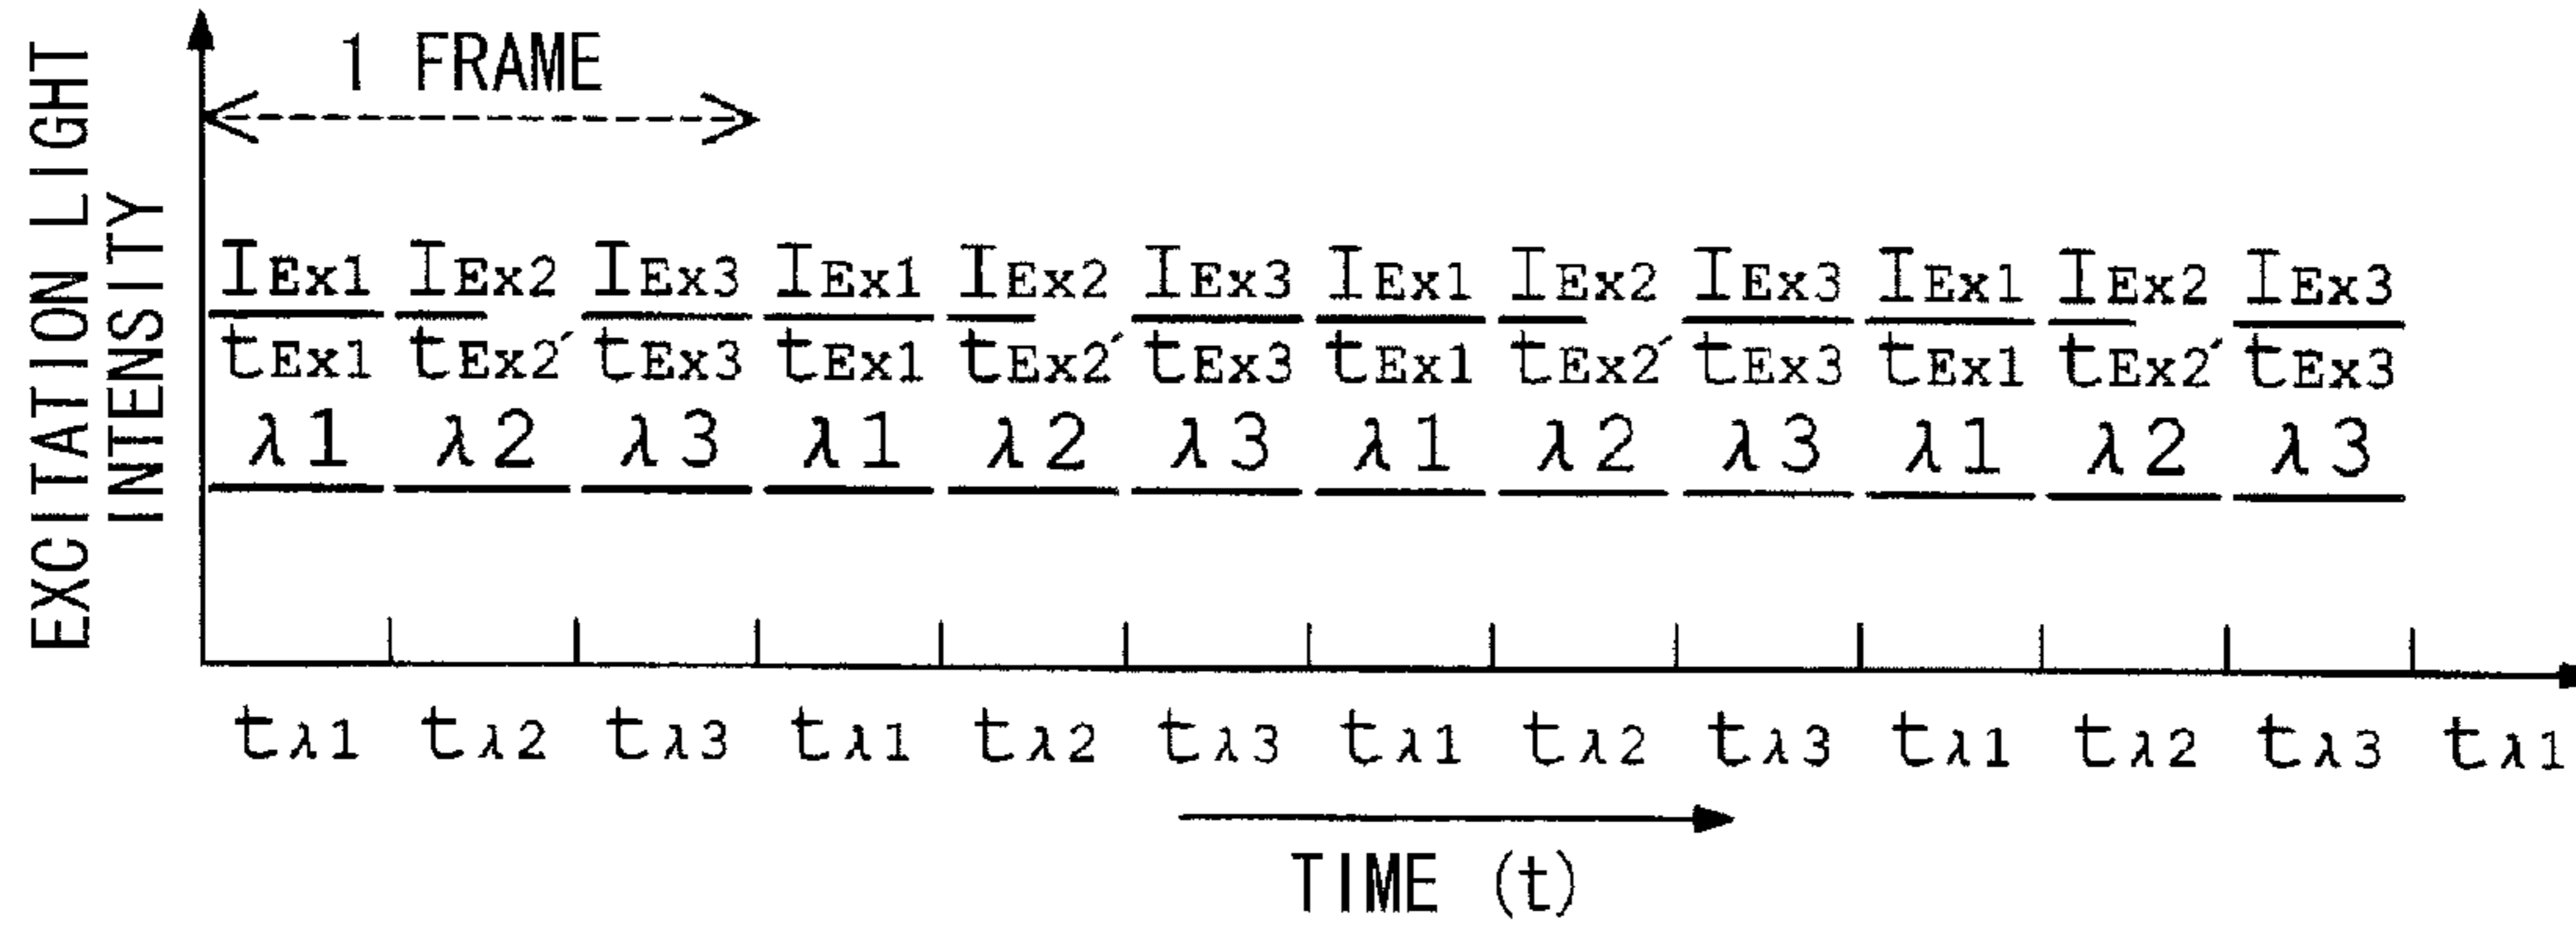 EXCITATION LIGHT
INTENSITY
1 FRAME
IEx1 IEx2 IEx3 IEx1 IEx2 IEx3 IEx1 IEx2 IEx3 IEx1 IEx2 IEx3
tEx1 tEx2′ tEx3 tEx1 tEx2′ tEx3 tEx1 tEx2′ tEx3 tEx1 tEx2′ tEx3
λ1 λ2 λ3 λ1 λ2 λ3 λ1 λ2 λ3 λ1 λ2 λ3
tλ1 tλ2 tλ3 tλ1 tλ2 tλ3 tλ1 tλ2 tλ3 tλ1 tλ2 tλ3 tλ1
TIME (t)